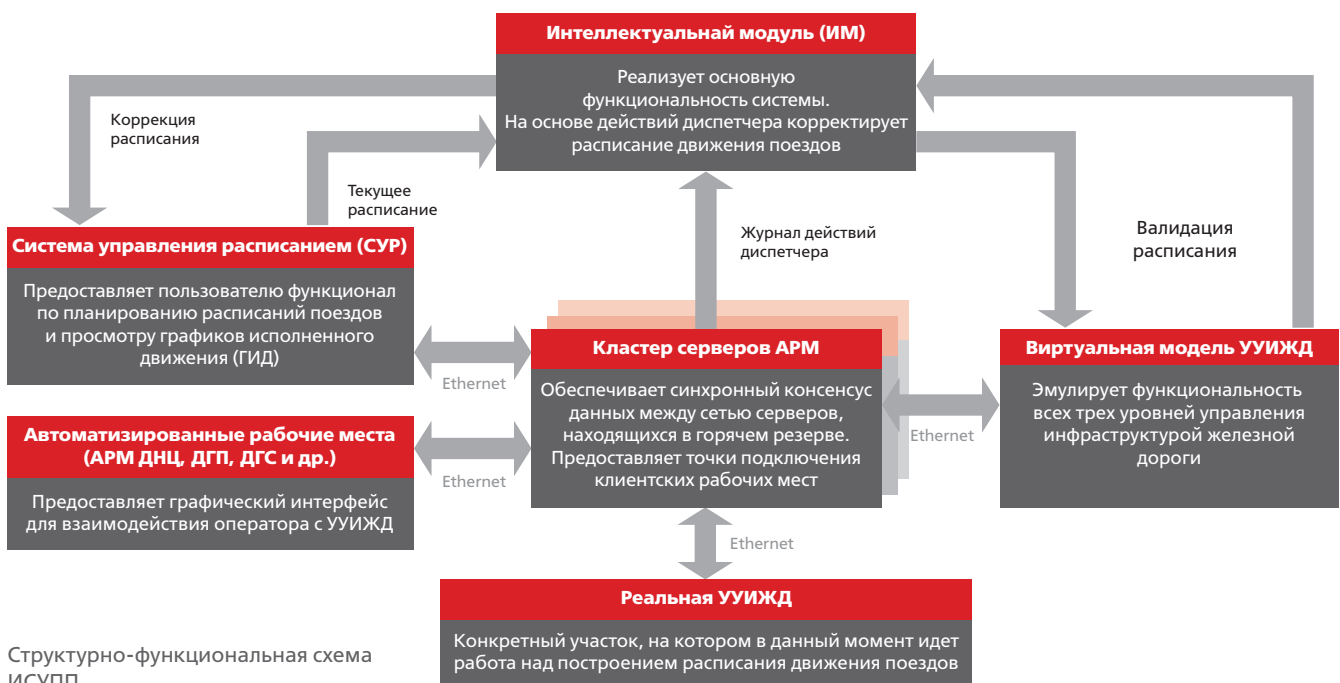 Интеллектуальнай модуль (ИМ)
Реализует основную
функциональность системы.
На основе действий диспетчера корректирует
расписание движения поездов
Коррекция
расписания
Текущее
расписание
Журнал действий
диспетчера
Валидация
расписания
Система управления расписанием (СУР)
Предоставляет пользователю функционал
по планированию расписаний поездов
и просмотру графиков исполненного
движения (ГИД)
Ethernet
Кластер серверов АРМ
Обеспечивает синхронный консенсус
данных между сетью серверов,
находящихся в горячем резерве.
Предоставляет точки подключения
клиентских рабочих мест
Ethernet
Виртуальная модель УУИЖД
Эмулирует функциональность
всех трех уровней управления
инфраструктурой железной
дороги
Автоматизированные рабочие места
(АРМ ДНЦ, ДГП, ДГС и др.)
Предоставляет графический интерфейс
для взаимодействия оператора с УУИЖД
Ethernet
Ethernet
Реальная УУИЖД
Конкретный участок, на котором в данный момент идет
работа над построением расписания движения поездов
Структурно-функциональная схема
ИСУПП